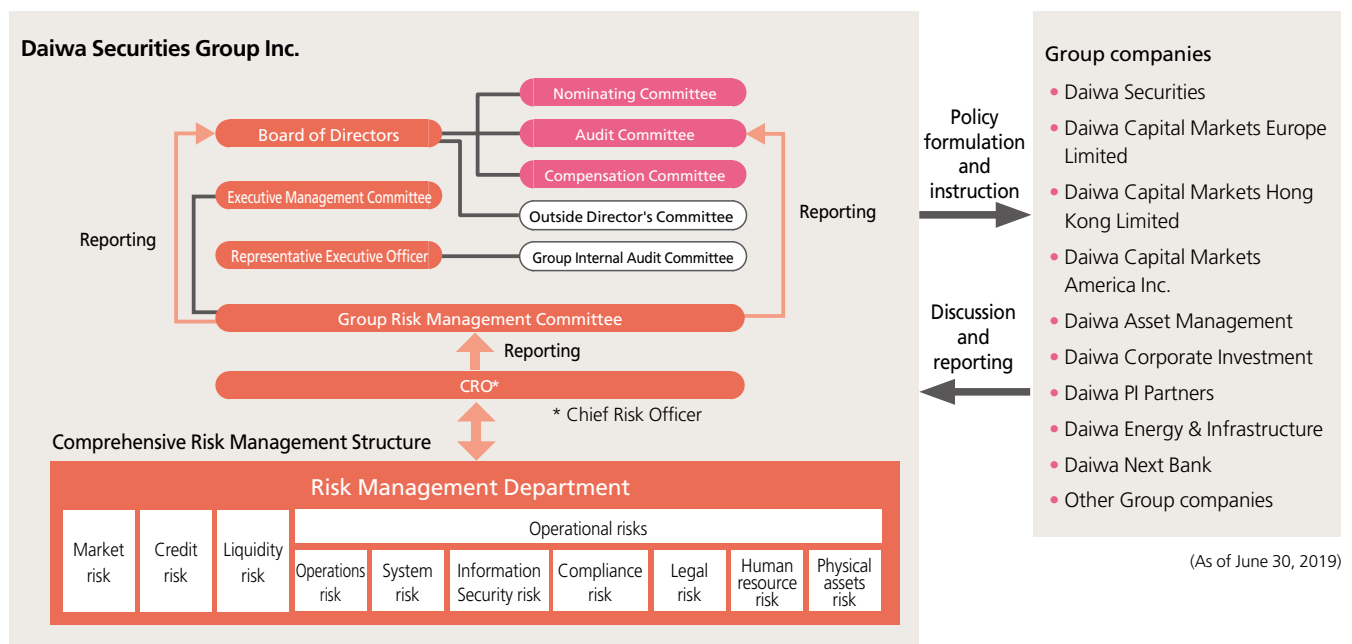 Daiwa Securities Group Inc.
Nominating Committee
Board of Directors
Audit Committee
Compensation Committee
Executive Management Committee
Outside Director's Committee
Reporting
Reporting
Representative Executive Officer
Group Internal Audit Committee
Group Risk Management Committee
Reporting
CRO*
* Chief Risk Officer
Comprehensive Risk Management Structure
Risk Management Department
Market
risk
Credit
risk
Liquidity
risk
Operational risks
Operations
risk
System
risk
Information
Security risk
Compliance
risk
Legal
risk
Human
resource
risk
Physical
assets
risk
Policy
formulation
and
instruction
Discussion
and
reporting
Group companies
• Daiwa Securities
• Daiwa Capital Markets Europe
Limited
• Daiwa Capital Markets Hong
Kong Limited
• Daiwa Capital Markets
America Inc.
• Daiwa Asset Management
• Daiwa Corporate Investment
• Daiwa PI Partners
• Daiwa Energy & Infrastructure
• Daiwa Next Bank
• Other Group companies
(As of June 30, 2019)